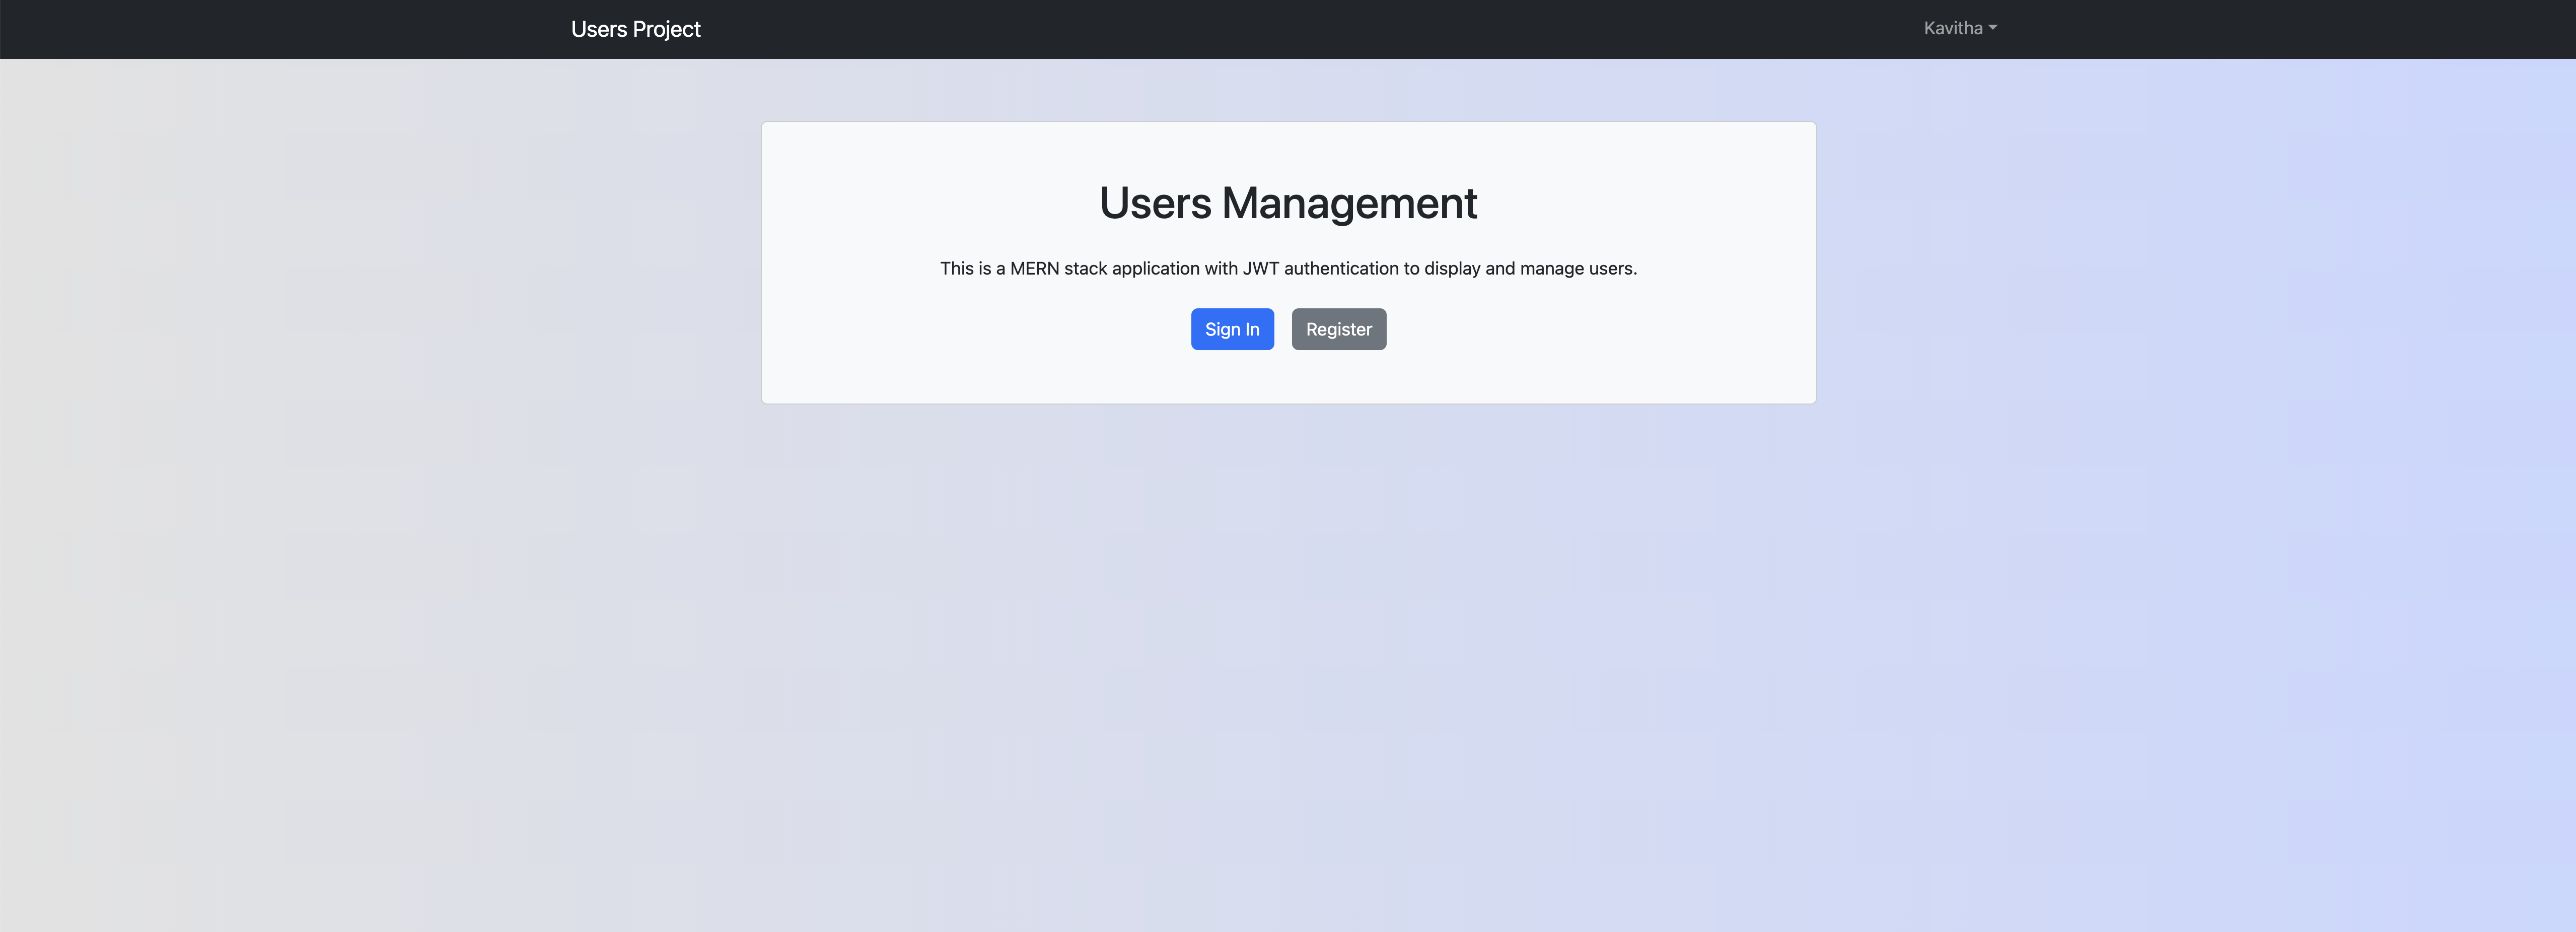 Users Project
Kavitha
Users Management
This is a MERN stack application with JWT authentication to display and manage users.
Sign In
Register